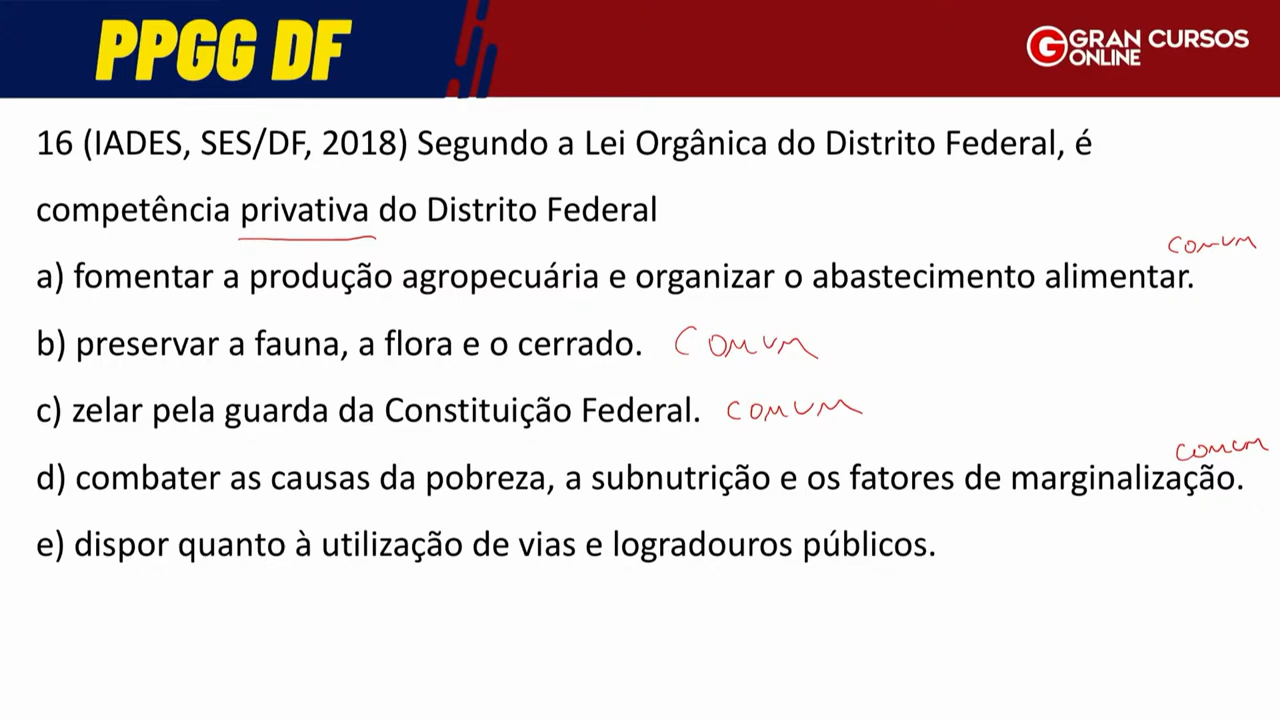 PPGG DF
GRAN CURSOS
ONLINE
16 (IADES, SES/DF, 2018) Segundo a Lei Orgânica do Distrito Federal, é
competência privativa do Distrito Federal
COMUM
a) fomentar a produção agropecuária e organizar o abastecimento alimentar.
b) preservar a fauna, a flora e o cerrado. COMUM
c) zelar pela guarda da Constituição Federal. COMUM
COMUM
d) combater as causas da pobreza, a subnutrição e os fatores de marginalização.
e) dispor quanto à utilização de vias e logradouros públicos.